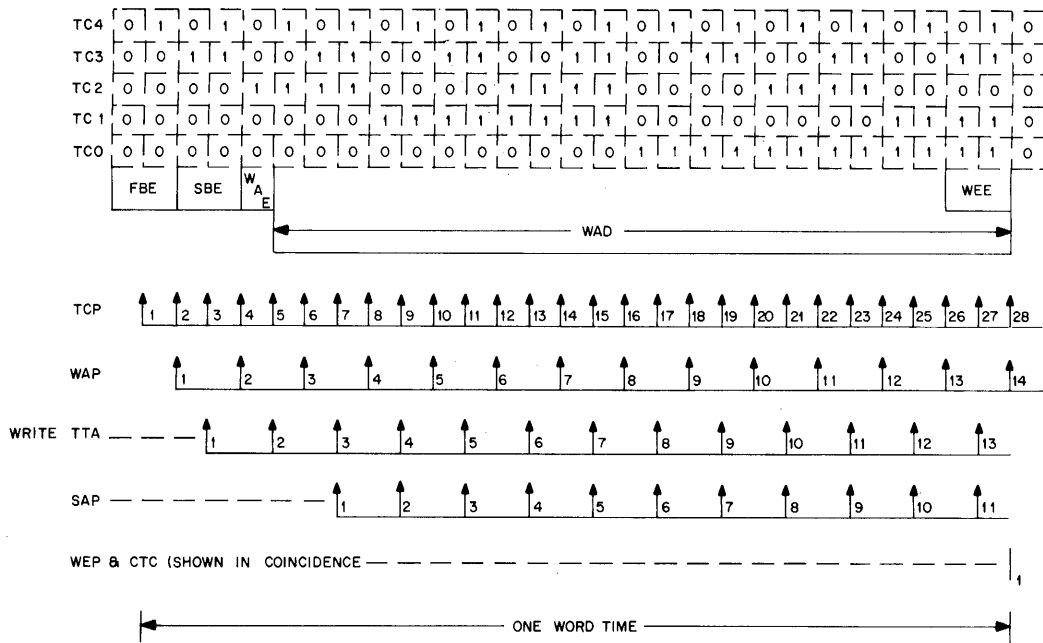 TC4 0 1 0 1 0 1 0 1 0 1 0 1 0 1 0 1 0 1 0 1 0 1 0 1 0 1 0 1 0
TC3 0 0 1 1 0 0 1 1 0 0 1 1 0 0 1 1 0 0 1 1 0 0 1 1 0 0 1 1 0
TC2 0 0 0 0 1 1 1 1 0 0 0 0 1 1 1 1 0 0 0 0 1 1 1 1 0 0 0 0 0
TC1 0 0 0 0 0 0 0 0 1 1 1 1 1 1 1 1 0 0 0 0 0 0 0 0 1 1 1 1 0
TC0 0 0 0 0 0 0 0 0 0 0 0 0 0 0 0 0 1 1 1 1 1 1 1 1 1 1 1 1 0
FBE SBE WAE WEE
WAD
TCP 1 2 3 4 5 6 7 8 9 10 11 12 13 14 15 16 17 18 19 20 21 22 23 24 25 26 27 28
WAP 1 2 3 4 5 6 7 8 9 10 11 12 13 14
WRITE TTA 1 2 3 4 5 6 7 8 9 10 11 12 13
SAP 1 2 3 4 5 6 7 8 9 10 11
WEP & CTC (SHOWN IN COINCIDENCE 1
ONE WORD TIME